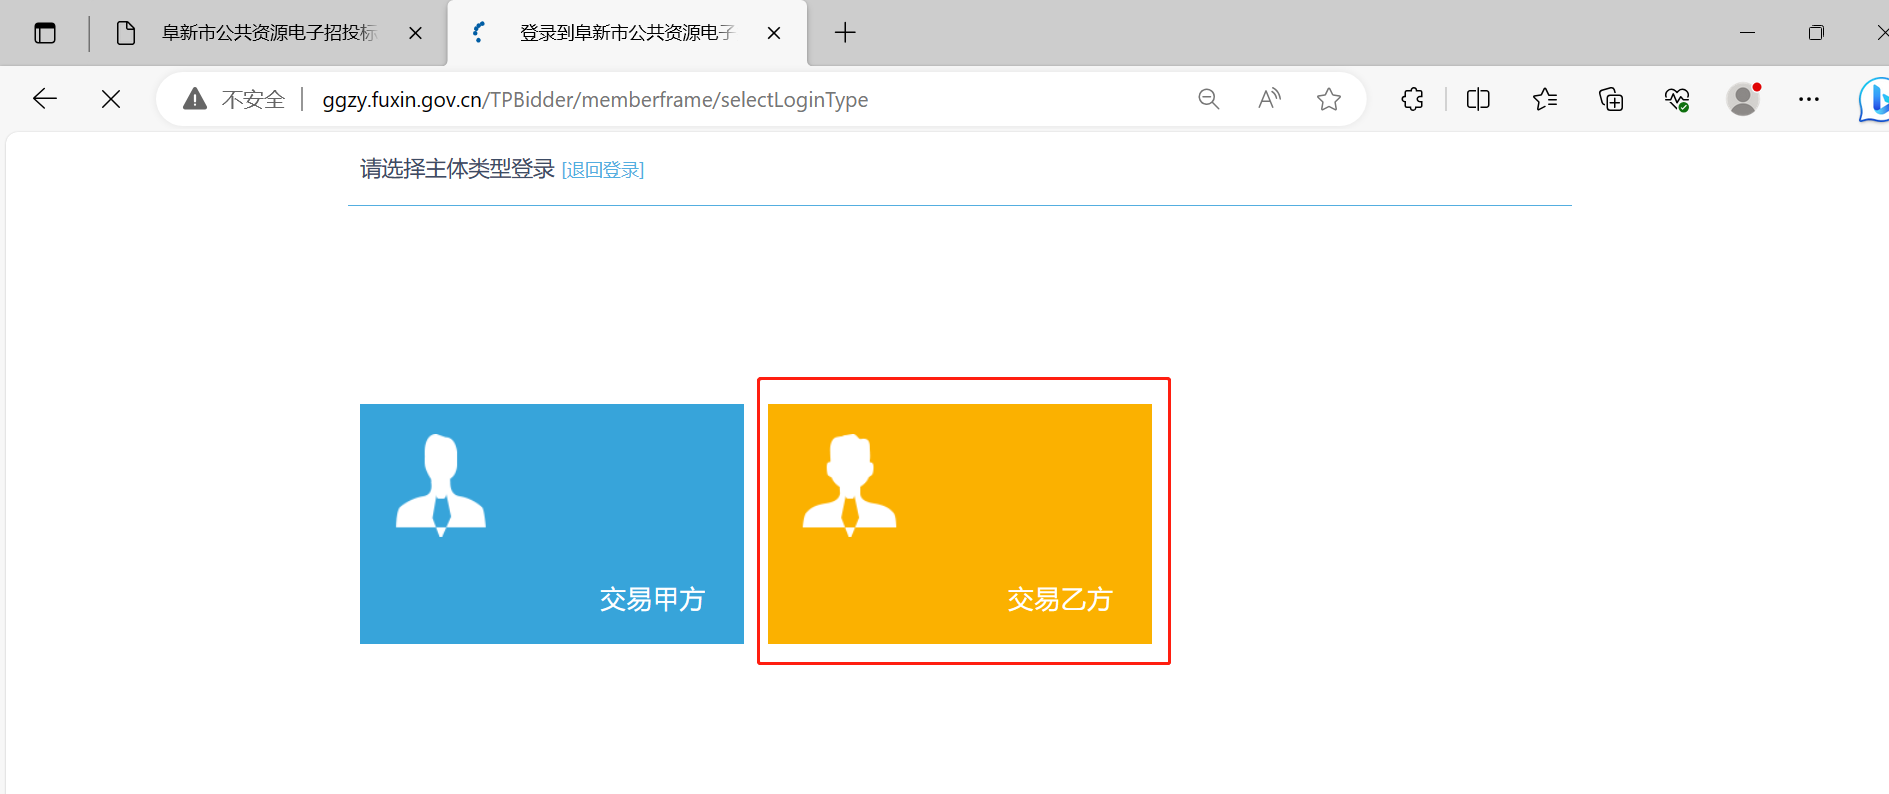 阜新市公共资源电子招投标
登录到阜新市公共资源电子
不安全
ggzy.fuxin.gov.cn/TPBidder/memberframe/selectLoginType
请选择主体类型登录 [退回登录]
交易甲方
交易乙方